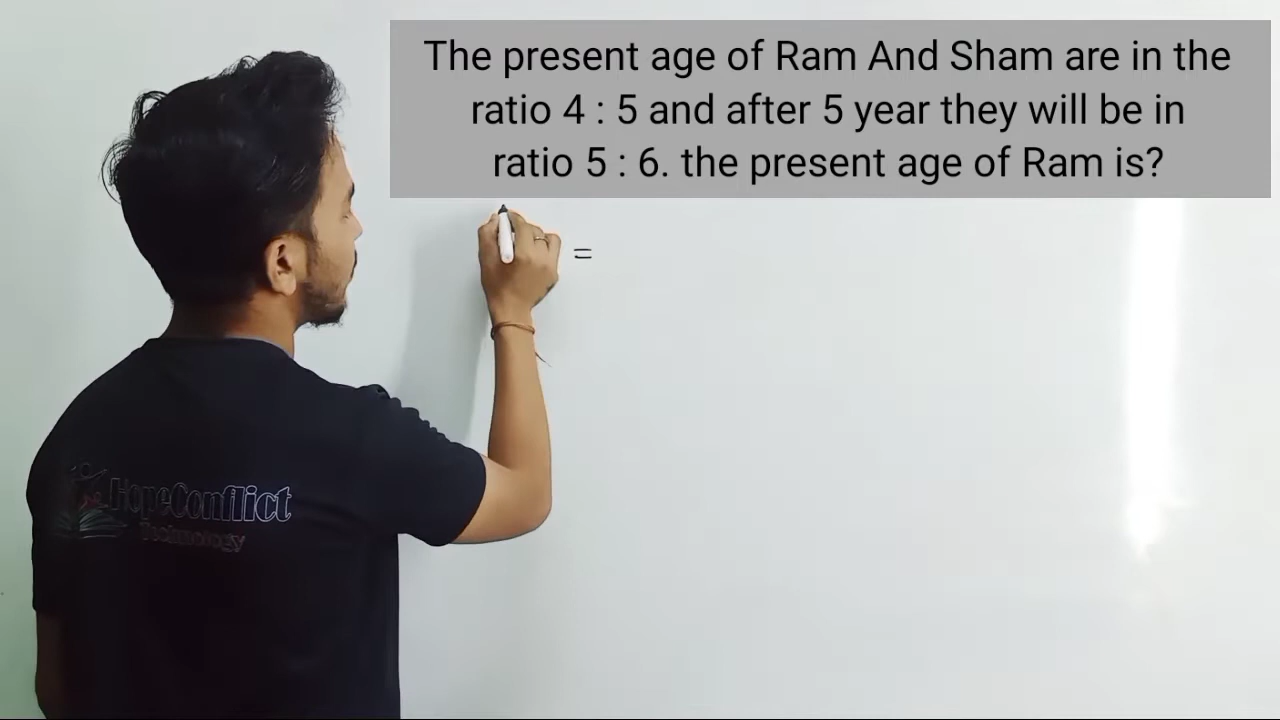 The present age of Ram And Sham are in the
ratio 4 : 5 and after 5 year they will be in
ratio 5 : 6. the present age of Ram is?
=
HopeConflict
Technology